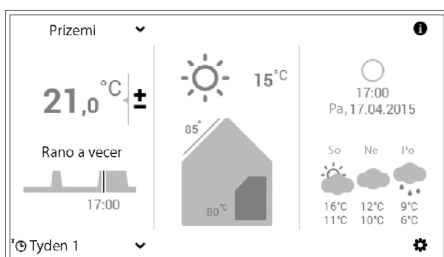 Prizemi
21,0 °C ±
Rano a vecer
17:00
Tyden 1
15°C
85°
80°C
17:00
Pa, 17.04.2015
So Ne Po
16°C 12°C 9°C
11°C 10°C 6°C